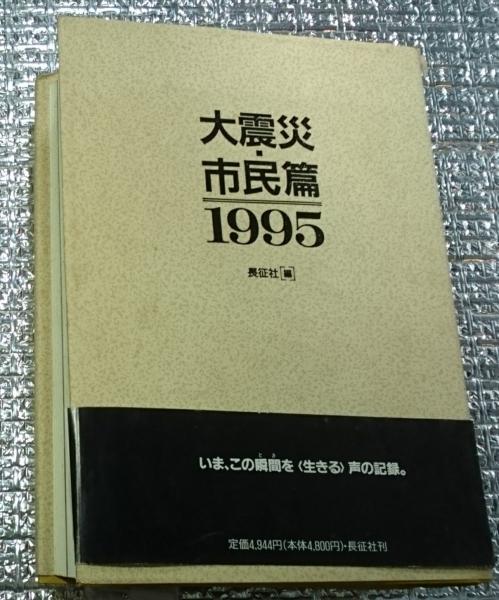 大震災・
市民篇
1995
長征社[編]
いま、この瞬間を〈生きる〉声の記録。
定価4,944円(本体4,800円)・長征社刊